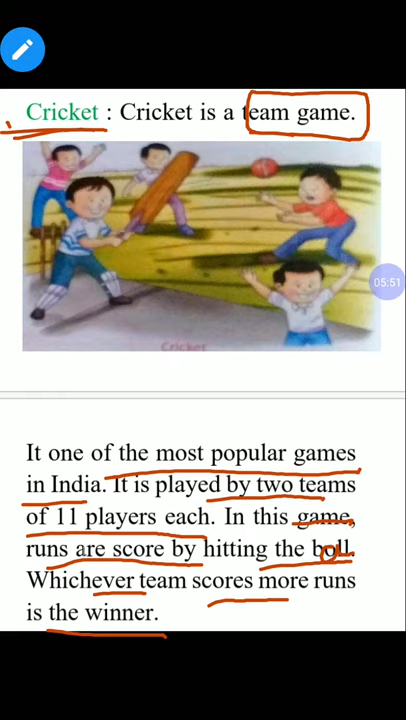 Cricket : Cricket is a team game.
05:51
Cricket
It one of the most popular games
in India. It is played by two teams
of 11 players each. In this game,
runs are score by hitting the boll.
Whichever team scores more runs
is the winner.